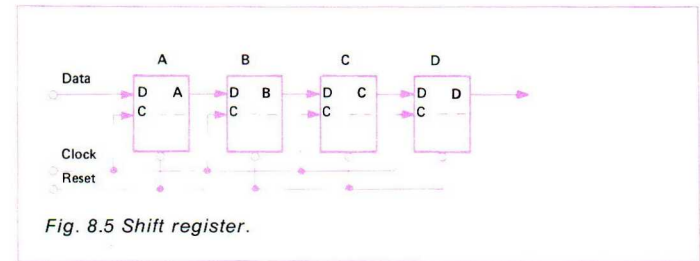 A B C D
Data
D A D B D C D D
C C C C
Clock
Reset
Fig. 8.5 Shift register.